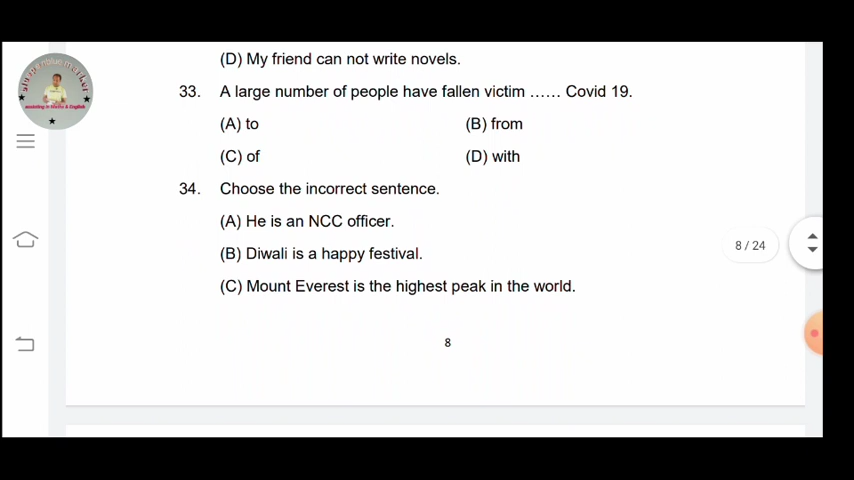 (D) My friend can not write novels.
33. A large number of people have fallen victim ...... Covid 19.
(A) to (B) from
(C) of (D) with
34. Choose the incorrect sentence.
(A) He is an NCC officer.
(B) Diwali is a happy festival.
8 / 24
(C) Mount Everest is the highest peak in the world.
8